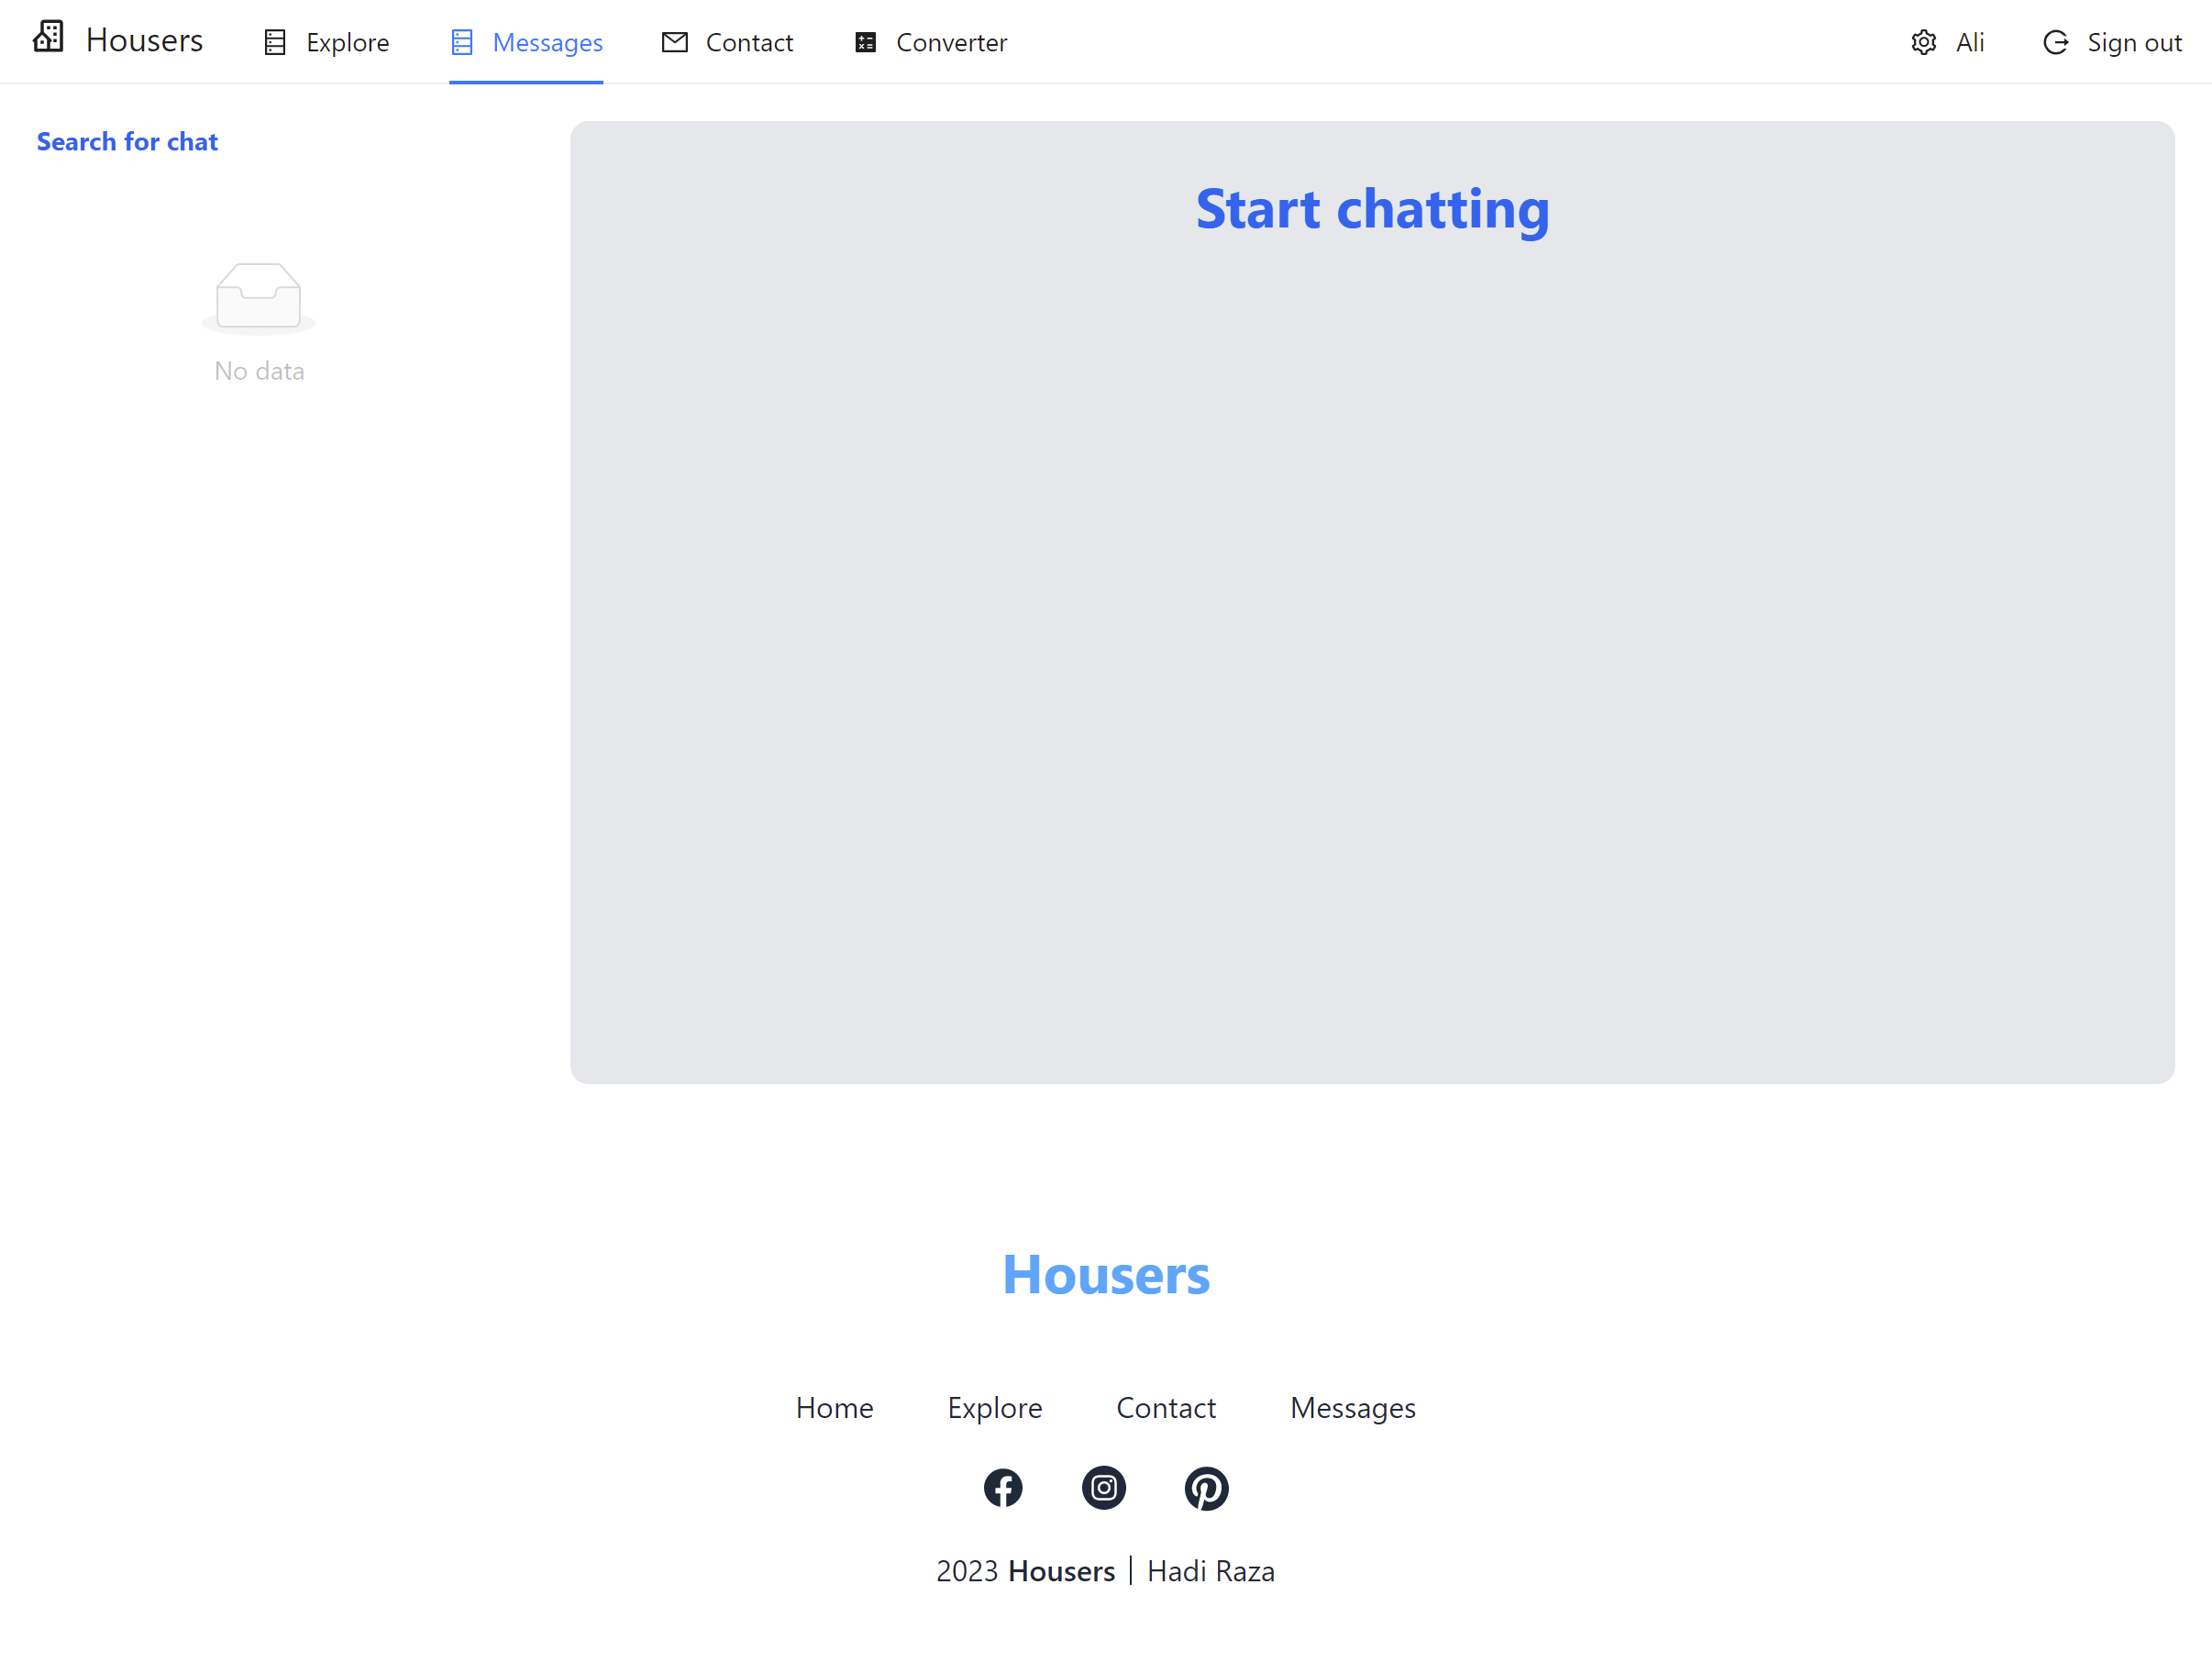 Housers Explore Messages Contact Converter Ali Sign out
Search for chat
Start chatting
No data
Housers
Home Explore Contact Messages
2023 Housers | Hadi Raza